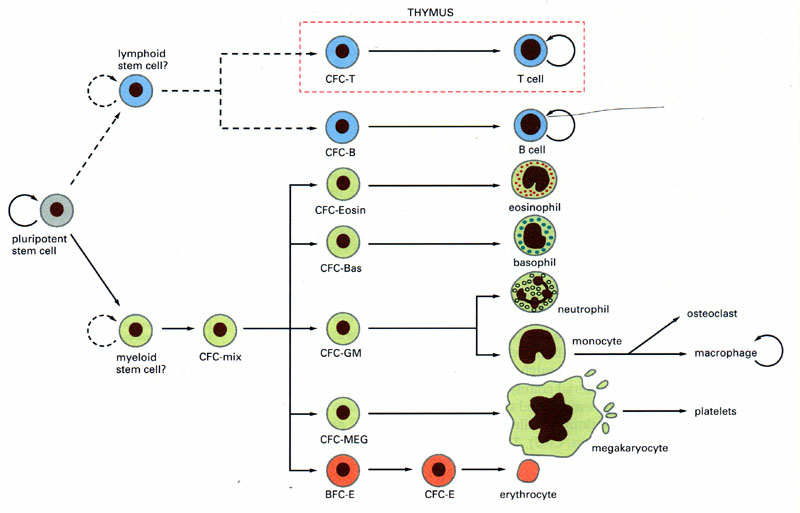 THYMUS
lymphoid
stem cell?
CFC-T
T cell
CFC-B
B cell
pluripotent
stem cell
CFC-Eosin
eosinophil
CFC-Bas
basophil
myeloid
stem cell?
CFC-mix
CFC-GM
neutrophil
monocyte
osteoclast
macrophage
CFC-MEG
megakaryocyte
platelets
BFC-E
CFC-E
erythrocyte